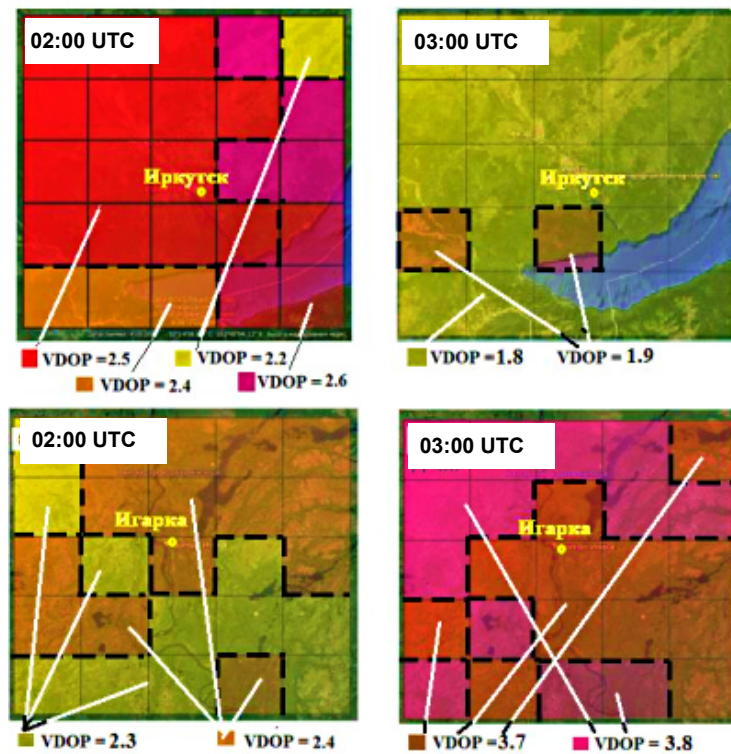 02:00 UTC
03:00 UTC
Иркутск
Иркутск
VDOP =2.5
VDOP =2.2
VDOP =2.4
VDOP =2.6
VDOP =1.8
VDOP =1.9
02:00 UTC
03:00 UTC
Игарка
Игарка
VDOP = 2.3
VDOP = 2.4
VDOP =3.7
VDOP = 3.8